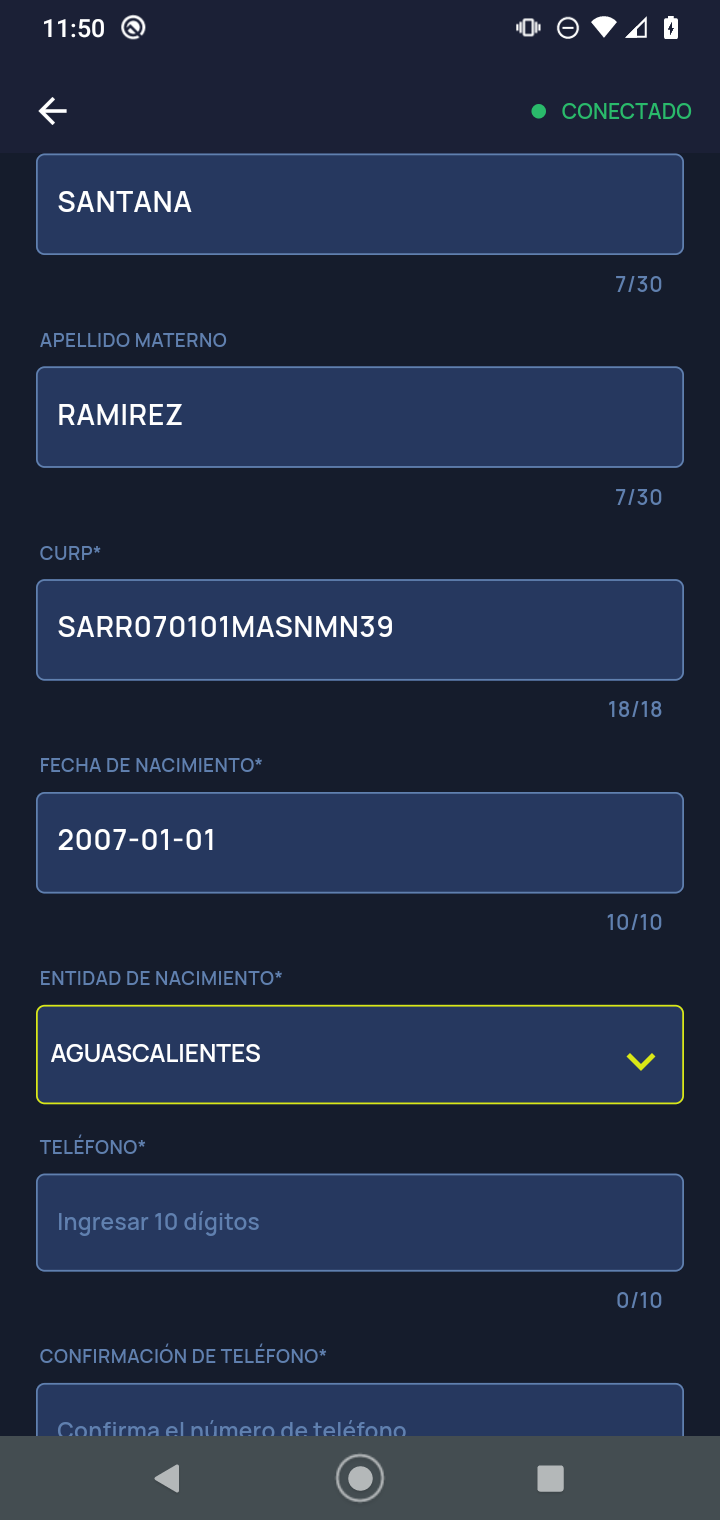 11:50
CONECTADO
SANTANA
7/30
APELLIDO MATERNO
RAMIREZ
7/30
CURP*
SARR070101MASNMN39
18/18
FECHA DE NACIMIENTO*
2007-01-01
10/10
ENTIDAD DE NACIMIENTO*
AGUASCALIENTES
TELÉFONO*
Ingresar 10 dígitos
0/10
CONFIRMACIÓN DE TELÉFONO*
Confirma el número de teléfono